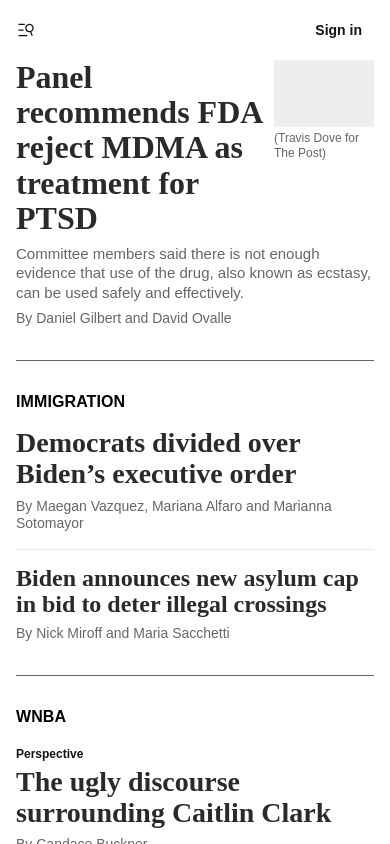 Sign in
Panel
recommends FDA
reject MDMA as
treatment for
PTSD
(Travis Dove for
The Post)
Committee members said there is not enough
evidence that use of the drug, also known as ecstasy,
can be used safely and effectively.
By Daniel Gilbert and David Ovalle
IMMIGRATION
Democrats divided over
Biden’s executive order
By Maegan Vazquez, Mariana Alfaro and Marianna
Sotomayor
Biden announces new asylum cap
in bid to deter illegal crossings
By Nick Miroff and Maria Sacchetti
WNBA
Perspective
The ugly discourse
surrounding Caitlin Clark
By Candace Buckner